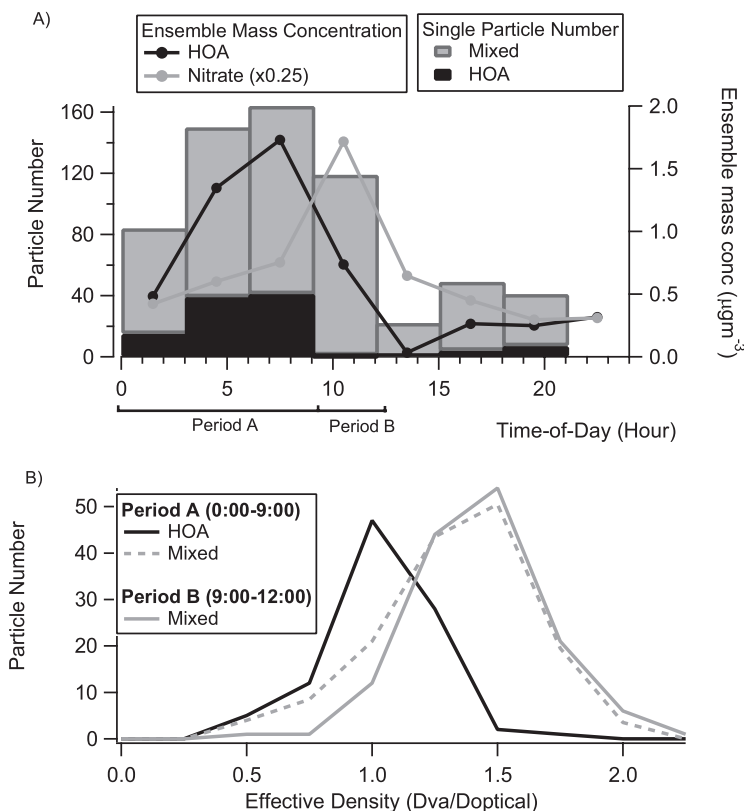 A)
Ensemble Mass Concentration
HOA
Nitrate (x0.25)
Single Particle Number
Mixed
HOA
160
120
80
40
0
Particle Number
2.0
1.5
1.0
0.5
0.0
Ensemble mass conc (μgm-3)
0 5 10 15 20
Period A Period B
Time-of-Day (Hour)
B)
Period A (0:00-9:00)
HOA
Mixed
Period B (9:00-12:00)
Mixed
50
40
30
20
10
0
Particle Number
0.0 0.5 1.0 1.5 2.0
Effective Density (Dva/Doptical)